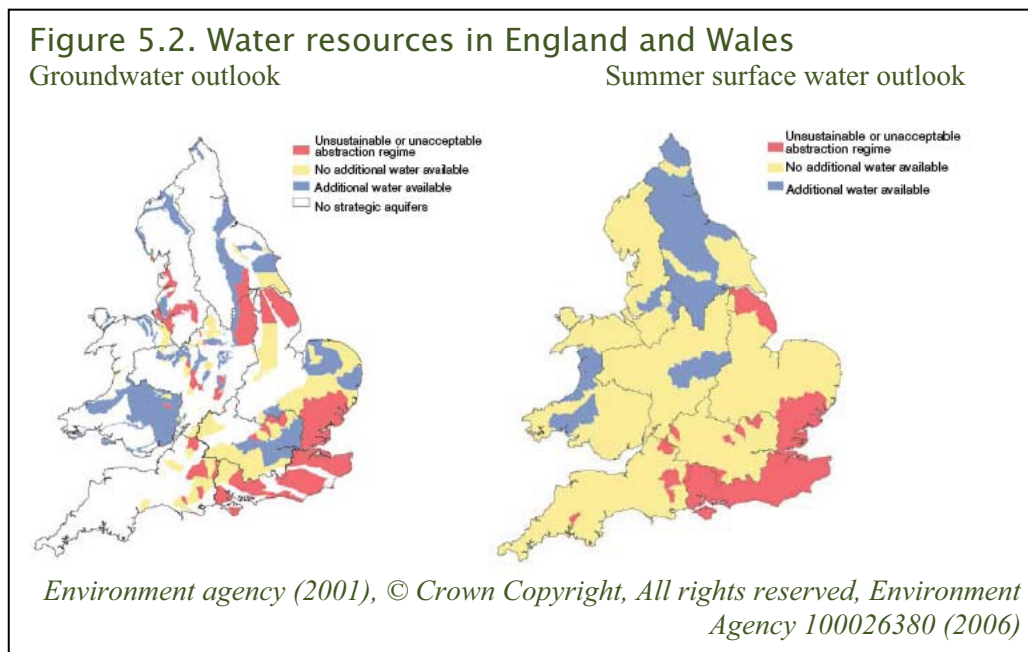 Figure 5.2. Water resources in England and Wales
Groundwater outlook
Summer surface water outlook
Unsustainable or unacceptable
abstraction regime
No additional water available
Additional water available
No strategic aquifers
Unsustainable or unacceptable
abstraction regime
No additional water available
Additional water available
Environment agency (2001), © Crown Copyright, All rights reserved, Environment
Agency 100026380 (2006)